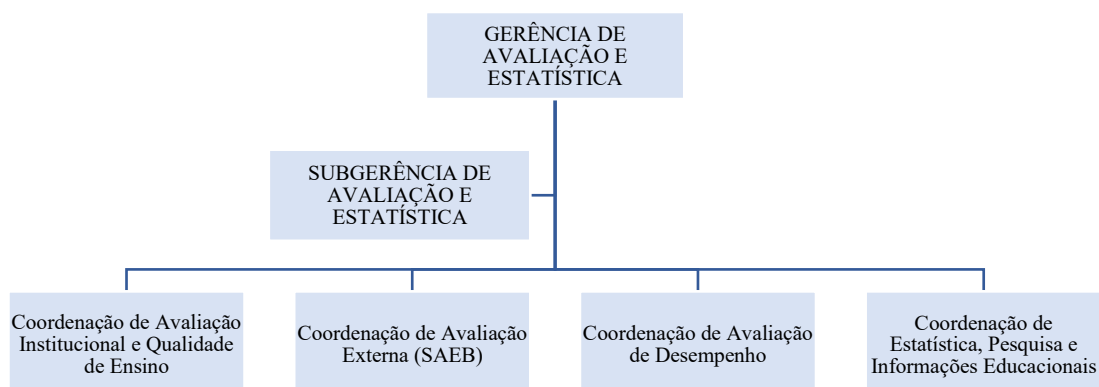 GERÊNCIA DE
AVALIAÇÃO E
ESTATÍSTICA
SUBGERÊNCIA DE
AVALIAÇÃO E
ESTATÍSTICA
Coordenação de Avaliação
Institucional e Qualidade
de Ensino
Coordenação de Avaliação
Externa (SAEB)
Coordenação de Avaliação
de Desempenho
Coordenação de
Estatística, Pesquisa e
Informações Educacionais